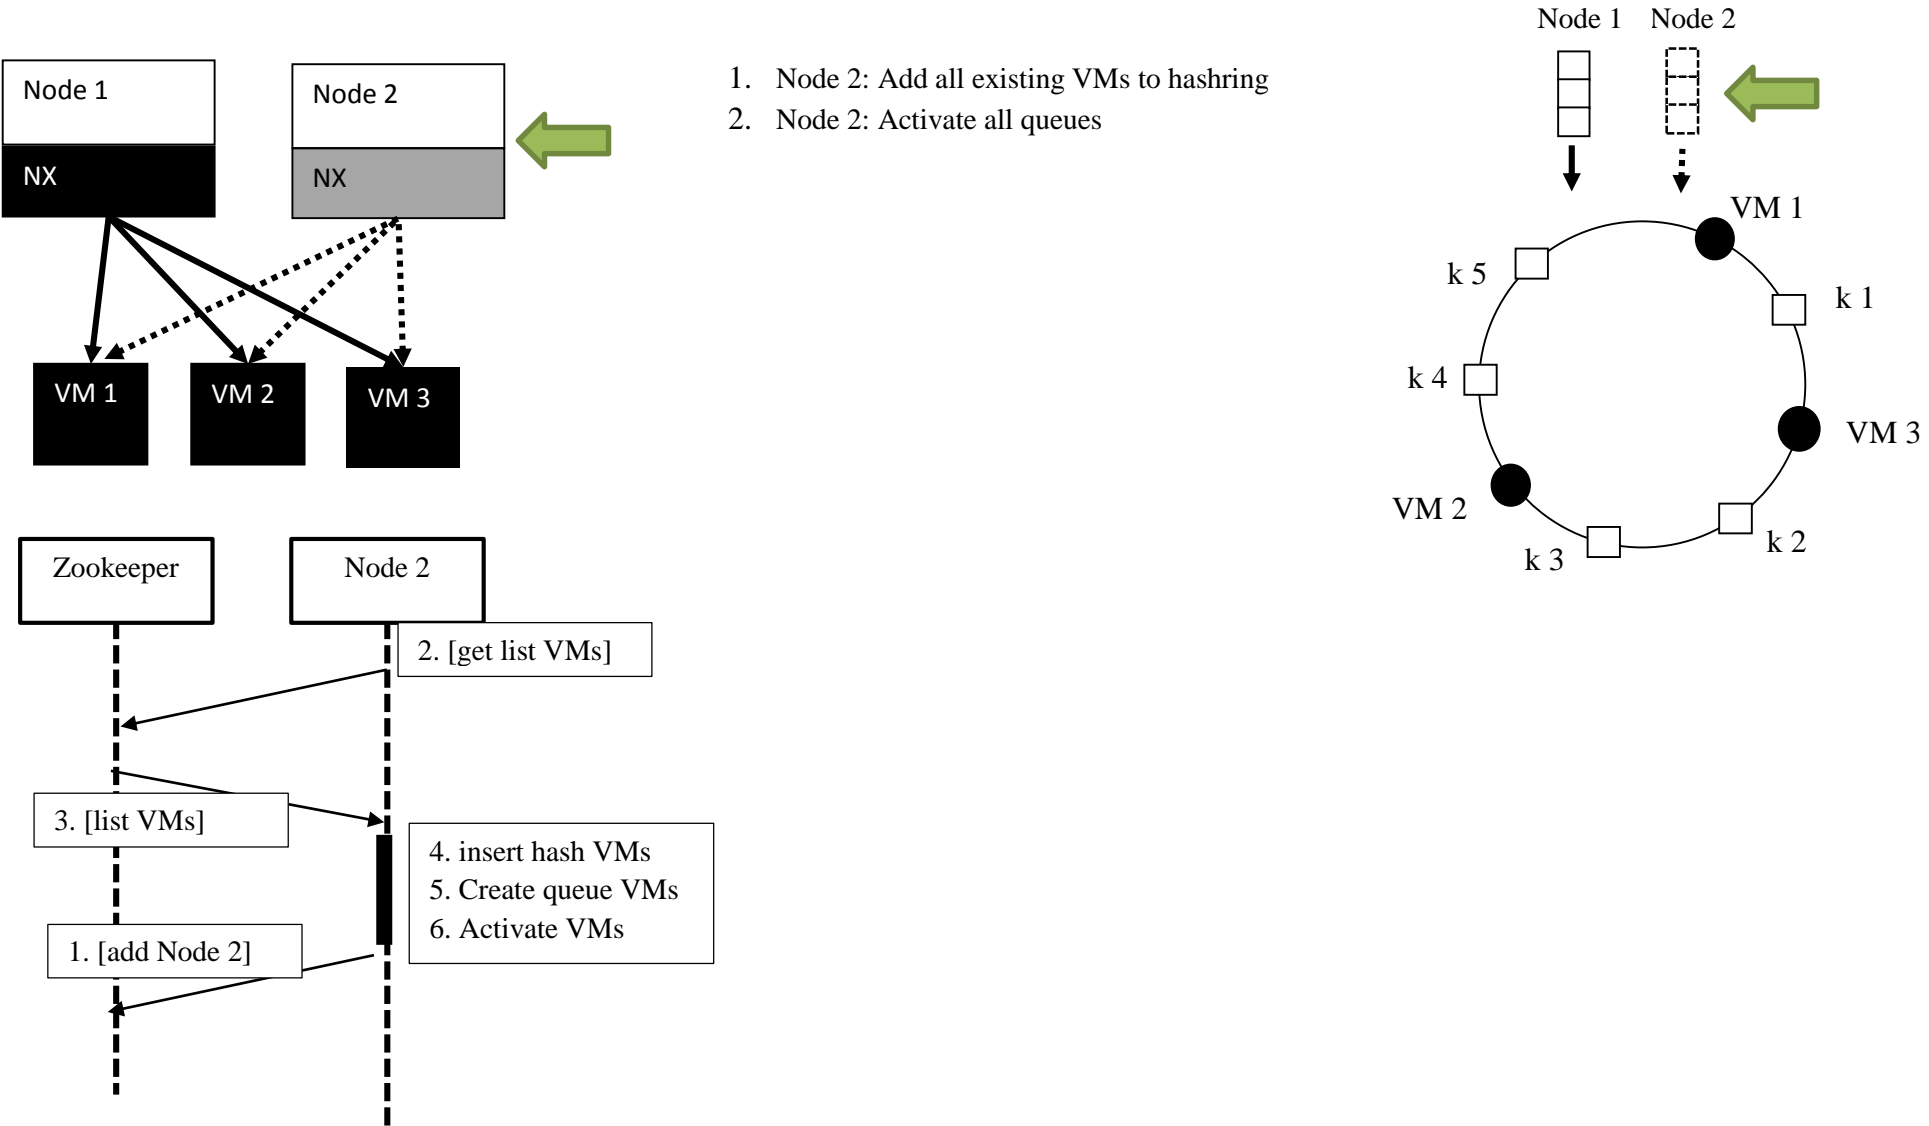 Node 1
NX
Node 2
NX
VM 1
VM 2
VM 3
1. Node 2: Add all existing VMs to hashring
2. Node 2: Activate all queues
Node 1
Node 2
VM 1
k 5
k 1
k 4
VM 3
VM 2
k 3
k 2
Zookeeper
Node 2
2. [get list VMs]
3. [list VMs]
4. insert hash VMs
5. Create queue VMs
6. Activate VMs
1. [add Node 2]